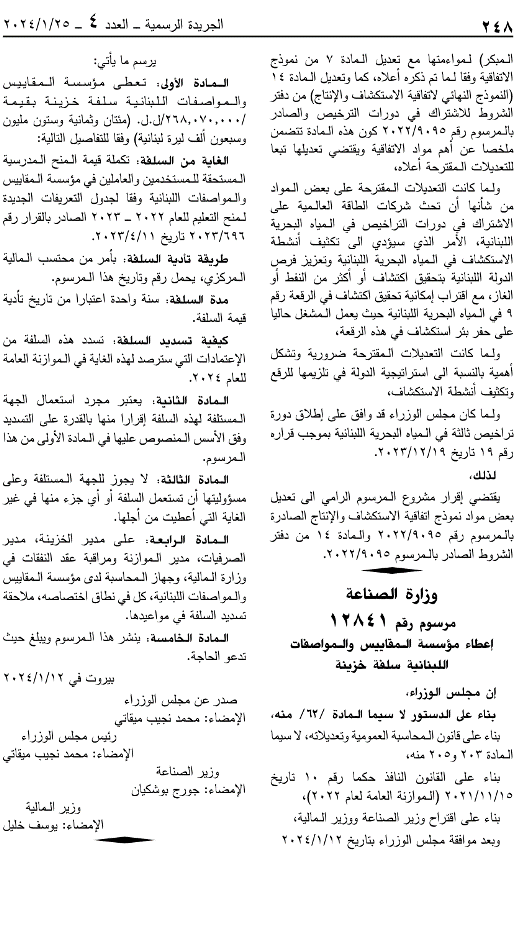 ٢٤٨
الجريدة الرسمية ـ العدد ٤ ـ ٢٠٢٤/١/٢٥
المبكر) لمواءمتها مع تعديل المادة ٧ من نموذج
الاتفاقية وفقا لما تم ذكره أعلاه، كما وتعديل المادة ١٤
(النموذج النهائي لاتفاقية الاستكشاف والإنتاج) من دفتر
الشروط للاشتراك في دورات الترخيص والصادر
بالمرسوم رقم ٢٠٢٢/٩٠٩٥ كون هذه المادة تتضمن
ملخصا عن أهم مواد الاتفاقية ويقتضي تعديلها تبعا
للتعديلات المقترحة أعلاه،
ولما كانت التعديلات المقترحة على بعض المواد
من شأنها أن تحث شركات الطاقة العالمية على
الاشتراك في دورات التراخيص في المياه البحرية
اللبنانية، الأمر الذي سيؤدي الى تكثيف أنشطة
الاستكشاف في المياه البحرية اللبنانية وتعزيز فرص
الدولة اللبنانية بتحقيق اكتشاف أو أكثر من النفط أو
الغاز، مع اقتراب إمكانية تحقيق اكتشاف في الرقعة رقم
٩ في المياه البحرية اللبنانية حيث يعمل المشغل حاليا
على حفر بئر استكشاف في هذه الرقعة،
ولما كانت التعديلات المقترحة ضرورية وتشكل
أهمية بالنسبة الى استراتيجية الدولة في تلزيمها للرقع
وتكثيف أنشطة الاستكشاف،
ولما كان مجلس الوزراء قد وافق على إطلاق دورة
تراخيص ثالثة في المياه البحرية اللبنانية بموجب قراره
رقم ١٩ تاريخ ٢٠٢٣/١٢/١٩.
لذلك،
يقتضي إقرار مشروع المرسوم الرامي الى تعديل
بعض مواد نموذج اتفاقية الاستكشاف والإنتاج الصادرة
بالمرسوم رقم ٢٠٢٢/٩٠٩٥ والمادة ١٤ من دفتر
الشروط الصادر بالمرسوم ٢٠٢٢/٩٠٩٥.
وزارة الصناعة
مرسوم رقم ١٢٨٤١
إعطاء مؤسسة المقاييس والمواصفات
اللبنانية سلفة خزينة
إن مجلس الوزراء،
بناء على الدستور لا سيما المادة /٦٢/ منه،
بناء على قانون المحاسبة العمومية وتعديلاته، لا سيما
المادة ٢٠٣ و٢٠٥ منه،
بناء على القانون النافذ حكما رقم ١٠ تاريخ
٢٠٢١/١١/١٥ (الموازنة العامة لعام ٢٠٢٢)،
بناء على اقتراح وزير الصناعة ووزير المالية،
وبعد موافقة مجلس الوزراء بتاريخ ٢٠٢٤/١/١٢
يرسم ما يأتي:
المادة الأولى: تعطى مؤسسة المقاييس
والمواصفات اللبنانية سلفة خزينة بقيمة
/٢٦٨,٠٧٠,٠٠٠/ل.ل. (مئتان وثمانية وستون مليون
وسبعون ألف ليرة لبنانية) وفقا للتفاصيل التالية:
الغاية من السلفة: تكملة قيمة المنح المدرسية
المستحقة للمستخدمين والعاملين في مؤسسة المقاييس
والمواصفات اللبنانية وفقا لجدول التعريفات الجديدة
لمنح التعليم للعام ٢٠٢٢ ـ ٢٠٢٣ الصادر بالقرار رقم
٢٠٢٣/٦٩٦ تاريخ ٢٠٢٣/٤/١١.
طريقة تادية السلفة: بأمر من محتسب المالية
المركزي، يحمل رقم وتاريخ هذا المرسوم.
مدة السلفة: سنة واحدة اعتبارا من تاريخ تأدية
قيمة السلفة.
كيفية تسديد السلفة: تسدد هذه السلفة من
الإعتمادات التي سترصد لهذه الغاية في الموازنة العامة
للعام ٢٠٢٤.
المادة الثانية: يعتبر مجرد استعمال الجهة
المستلفة لهذه السلفة إقرارا منها بالقدرة على التسديد
وفق الأسس المنصوص عليها في المادة الأولى من هذا
المرسوم.
المادة الثالثة: لا يجوز للجهة المستلفة وعلى
مسؤوليتها أن تستعمل السلفة أو أي جزء منها في غير
الغاية التي أعطيت من أجلها.
المادة الرابعة: على مدير الخزينة، مدير
الصرفيات، مدير الموازنة ومراقبة عقد النفقات في
وزارة المالية، وجهاز المحاسبة لدى مؤسسة المقاييس
والمواصفات اللبنانية، كل في نطاق اختصاصه، ملاحقة
تسديد السلفة في مواعيدها.
المادة الخامسة: ينشر هذا المرسوم ويبلغ حيث
تدعو الحاجة.
بيروت في ٢٠٢٤/١/١٢
صدر عن مجلس الوزراء
الإمضاء: محمد نجيب ميقاتي
رئيس مجلس الوزراء
الإمضاء: محمد نجيب ميقاتي
وزير الصناعة
الإمضاء: جورج بوشكيان
وزير المالية
الإمضاء: يوسف خليل